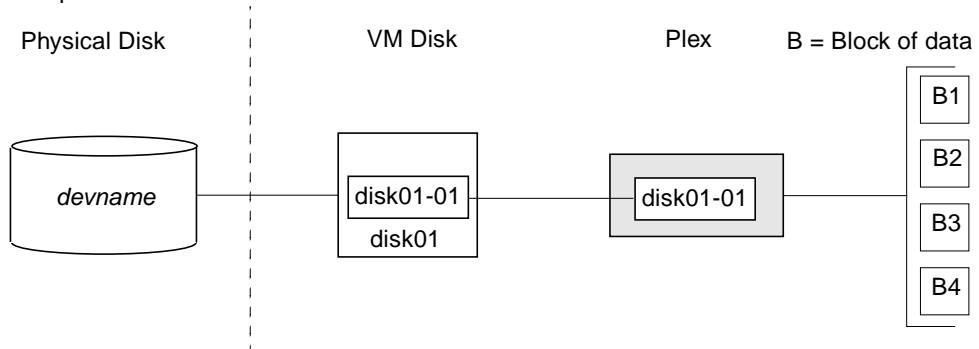 Physical Disk
VM Disk
Plex
B = Block of data
devname
disk01-01
disk01
disk01-01
B1
B2
B3
B4